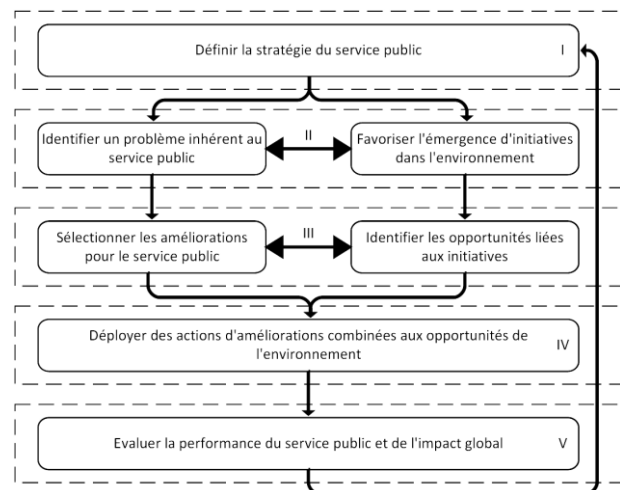 Définir la stratégie du service public I
Identifier un problème inhérent au
service public
II
Favoriser l'émergence d'initiatives
dans l'environnement
Sélectionner les améliorations
pour le service public
III
Identifier les opportunités liées
aux initiatives
Déployer des actions d'améliorations combinées aux opportunités de
l'environnement
IV
Evaluer la performance du service public et de l'impact global V